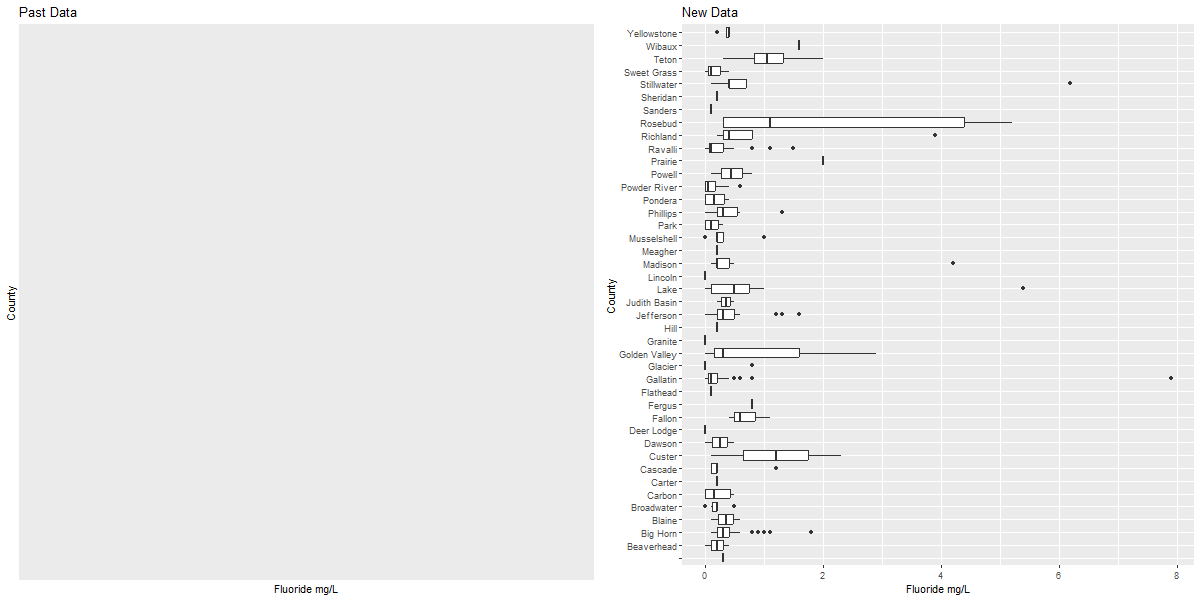 Past Data
County
Fluoride mg/L
New Data
County
Yellowstone
Wibaux
Teton
Sweet Grass
Stillwater
Sheridan
Sanders
Rosebud
Richland
Ravalli
Prairie
Powell
Powder River
Pondera
Phillips
Park
Musselshell
Meagher
Madison
Lincoln
Lake
Judith Basin
Jefferson
Hill
Granite
Golden Valley
Glacier
Gallatin
Flathead
Fergus
Fallon
Deer Lodge
Dawson
Custer
Cascade
Carter
Carbon
Broadwater
Blaine
Big Horn
Beaverhead
0 2 4 6 8
Fluoride mg/L